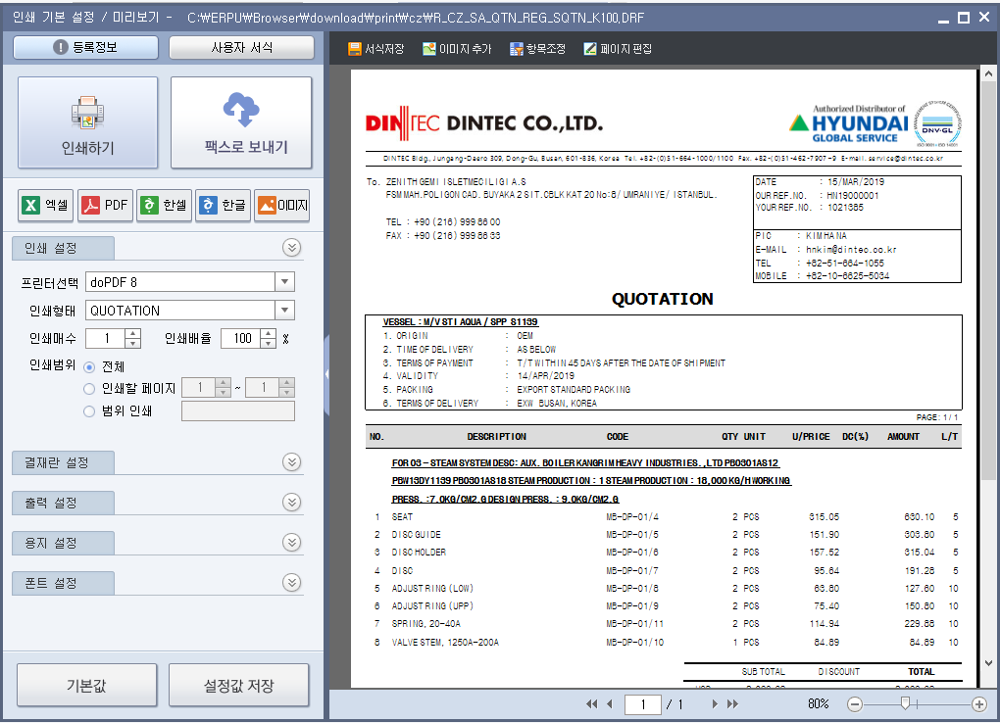 인쇄 기본 설정 / 미리보기 - C:₩ERPU₩Browser₩download₩print₩cz₩R_CZ_SA_QTN_REG_SQTN_K100,DRF
등록정보 사용자 서식
서식저장 이미지 추가 항목조정 페이지 편집
인쇄하기 팩스로 보내기
엑셀 PDF 한셀 한글 이미지
인쇄 설정
프린터선택 doPDF 8
인쇄형태 QUOTATION
인쇄매수 1 인쇄배율 100 %
인쇄범위 전체
인쇄할 페이지 1 ~ 1
범위 인쇄
결재란 설정
출력 설정
용지 설정
폰트 설정
기본값 설정값 저장
DINTEC DINTEC CO.,LTD.
Authorized Distributor of
HYUNDAI
GLOBAL SERVICE
DNV·GL
DINTEC Bldg, Jungang-Daero 309, Dong-Gu, Busan, 601-836, Korea Tel. +82-(0)51-664-1000/1100 Fax. +82-(0)51-462-7907~9 E-mail. service@dintec.co.kr
To. ZENITH GEMI ISLETMECILIGI A.S
FSM MAH. POLIGON CAD. BUYAKA 2 SIT. CBLK KAT 20 No:8/ UMRANIYE/ ISTANBUL.
TEL : +90 (216) 999 86 00
FAX : +90 (216) 999 86 33
DATE : 15/MAR/2019
OUR REF.NO. : HN19000001
YOUR REF.NO. : 1021385
PIC : KIM HANA
E-MAIL : hnkim@dintec.co.kr
TEL : +82-51-664-1055
MOBILE : +82-10-6625-5034
QUOTATION
VESSEL : M/V STI AQUA / SPP S1139
1. ORIGIN : OEM
2. TIME OF DELIVERY : AS BELOW
3. TERMS OF PAYMENT : T/T WITHIN 45 DAYS AFTER THE DATE OF SHIPMENT
4. VALIDITY : 14/APR/2019
5. PACKING : EXPORT STANDARD PACKING
6. TERMS OF DELIVERY : EXW BUSAN, KOREA
PAGE : 1 / 1
NO. DESCRIPTION CODE QTY UNIT U/PRICE DC(%) AMOUNT L/T
FOR 03 - STEAM SYSTEM DESC: AUX. BOILER KANGRIM HEAVY INDUSTRIES.,LTD PB0301AS12
PBW13DY1139 PB0301AS18 STEAM PRODUCTION : 1 STEAM PRODUCTION : 18,000 KG/H WORKING
PRESS. :7.0KG/CM2.G DESIGN PRESS. : 9.0KG/CM2.G
1 SEAT MB-DP-01/4 2 PCS 315.05 630.10 5
2 DISC GUIDE MB-DP-01/5 2 PCS 151.90 303.80 5
3 DISC HOLDER MB-DP-01/6 2 PCS 157.52 315.04 5
4 DISC MB-DP-01/7 2 PCS 95.64 191.28 5
5 ADJUST RING (LOW) MB-DP-01/8 2 PCS 63.80 127.60 10
6 ADJUST RING (UPP) MB-DP-01/9 2 PCS 75.40 150.80 10
7 SPRING, 20-40A MB-DP-01/11 2 PCS 114.94 229.88 10
8 VALVE STEM, 1250A-200A MB-DP-01/10 1 PCS 84.89 84.89 10
SUB TOTAL DISCOUNT TOTAL
1 / 1 80%